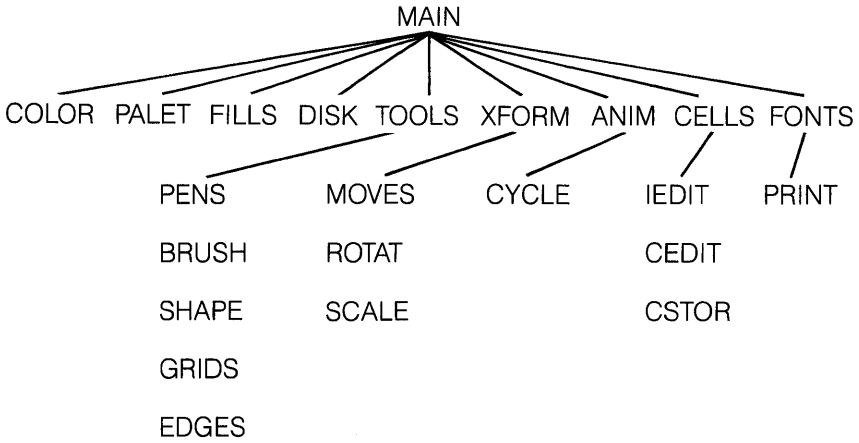 MAIN
COLOR PALET FILLS DISK TOOLS XFORM ANIM CELLS FONTS
PENS MOVES CYCLE IEDIT PRINT
BRUSH ROTAT CEDIT
SHAPE SCALE CSTOR
GRIDS
EDGES